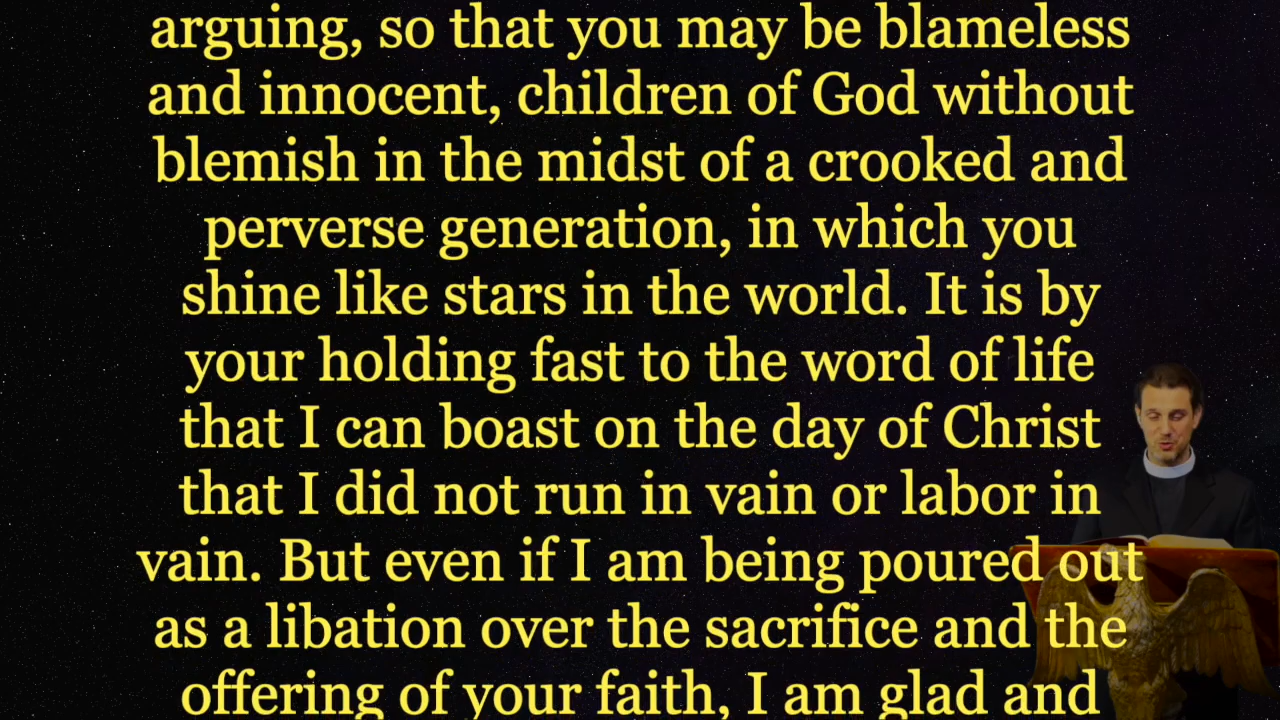 arguing, so that you may be blameless
and innocent, children of God without
blemish in the midst of a crooked and
perverse generation, in which you
shine like stars in the world. It is by
your holding fast to the word of life
that I can boast on the day of Christ
that I did not run in vain or labor in
vain. But even if I am being poured out
as a libation over the sacrifice and the
offering of your faith, I am glad and